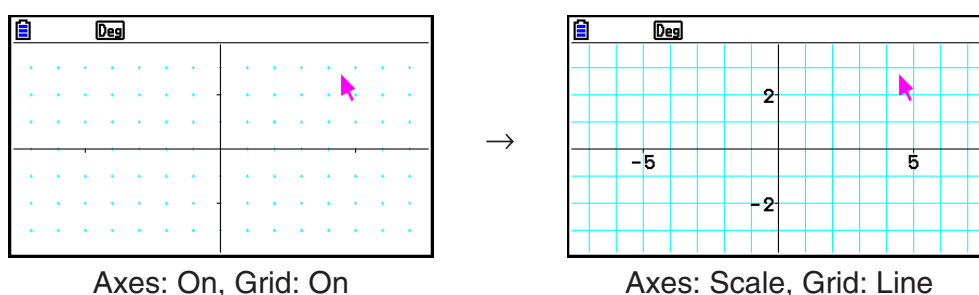 Deg
Deg
2
-5
5
-2
→
Axes: On, Grid: On
Axes: Scale, Grid: Line